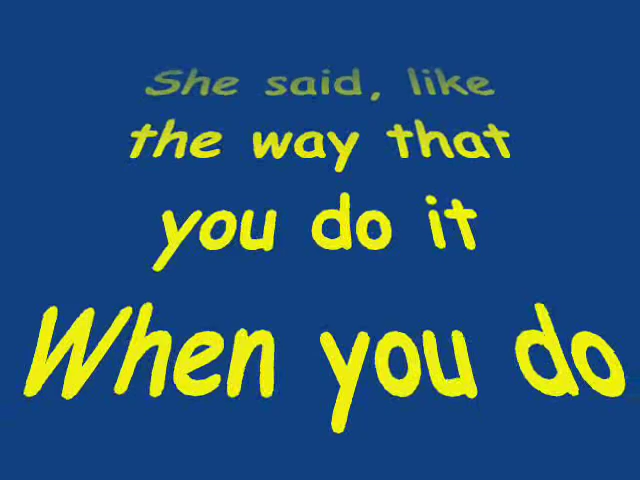 She said, like
the way that
you do it
When you do